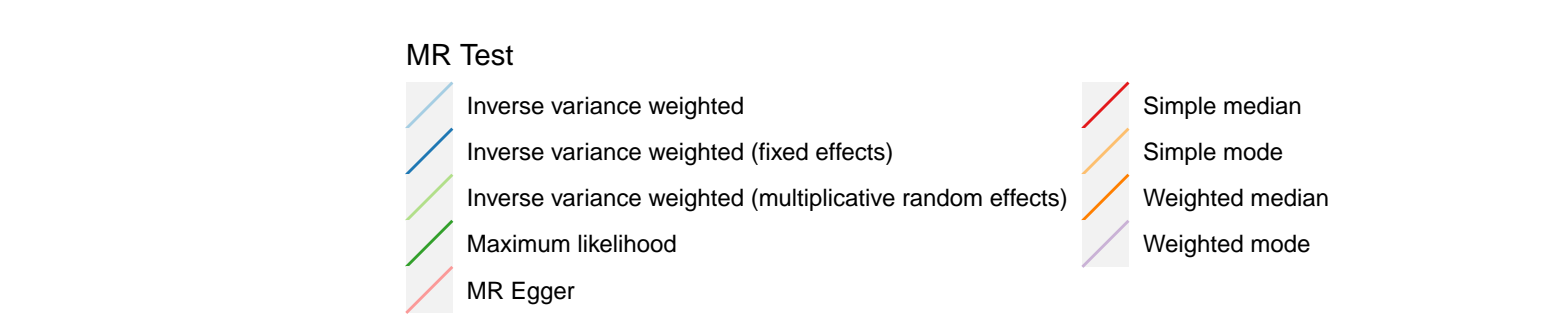 MR Test
Inverse variance weighted
Inverse variance weighted (fixed effects)
Inverse variance weighted (multiplicative random effects)
Maximum likelihood
MR Egger
Simple median
Simple mode
Weighted median
Weighted mode